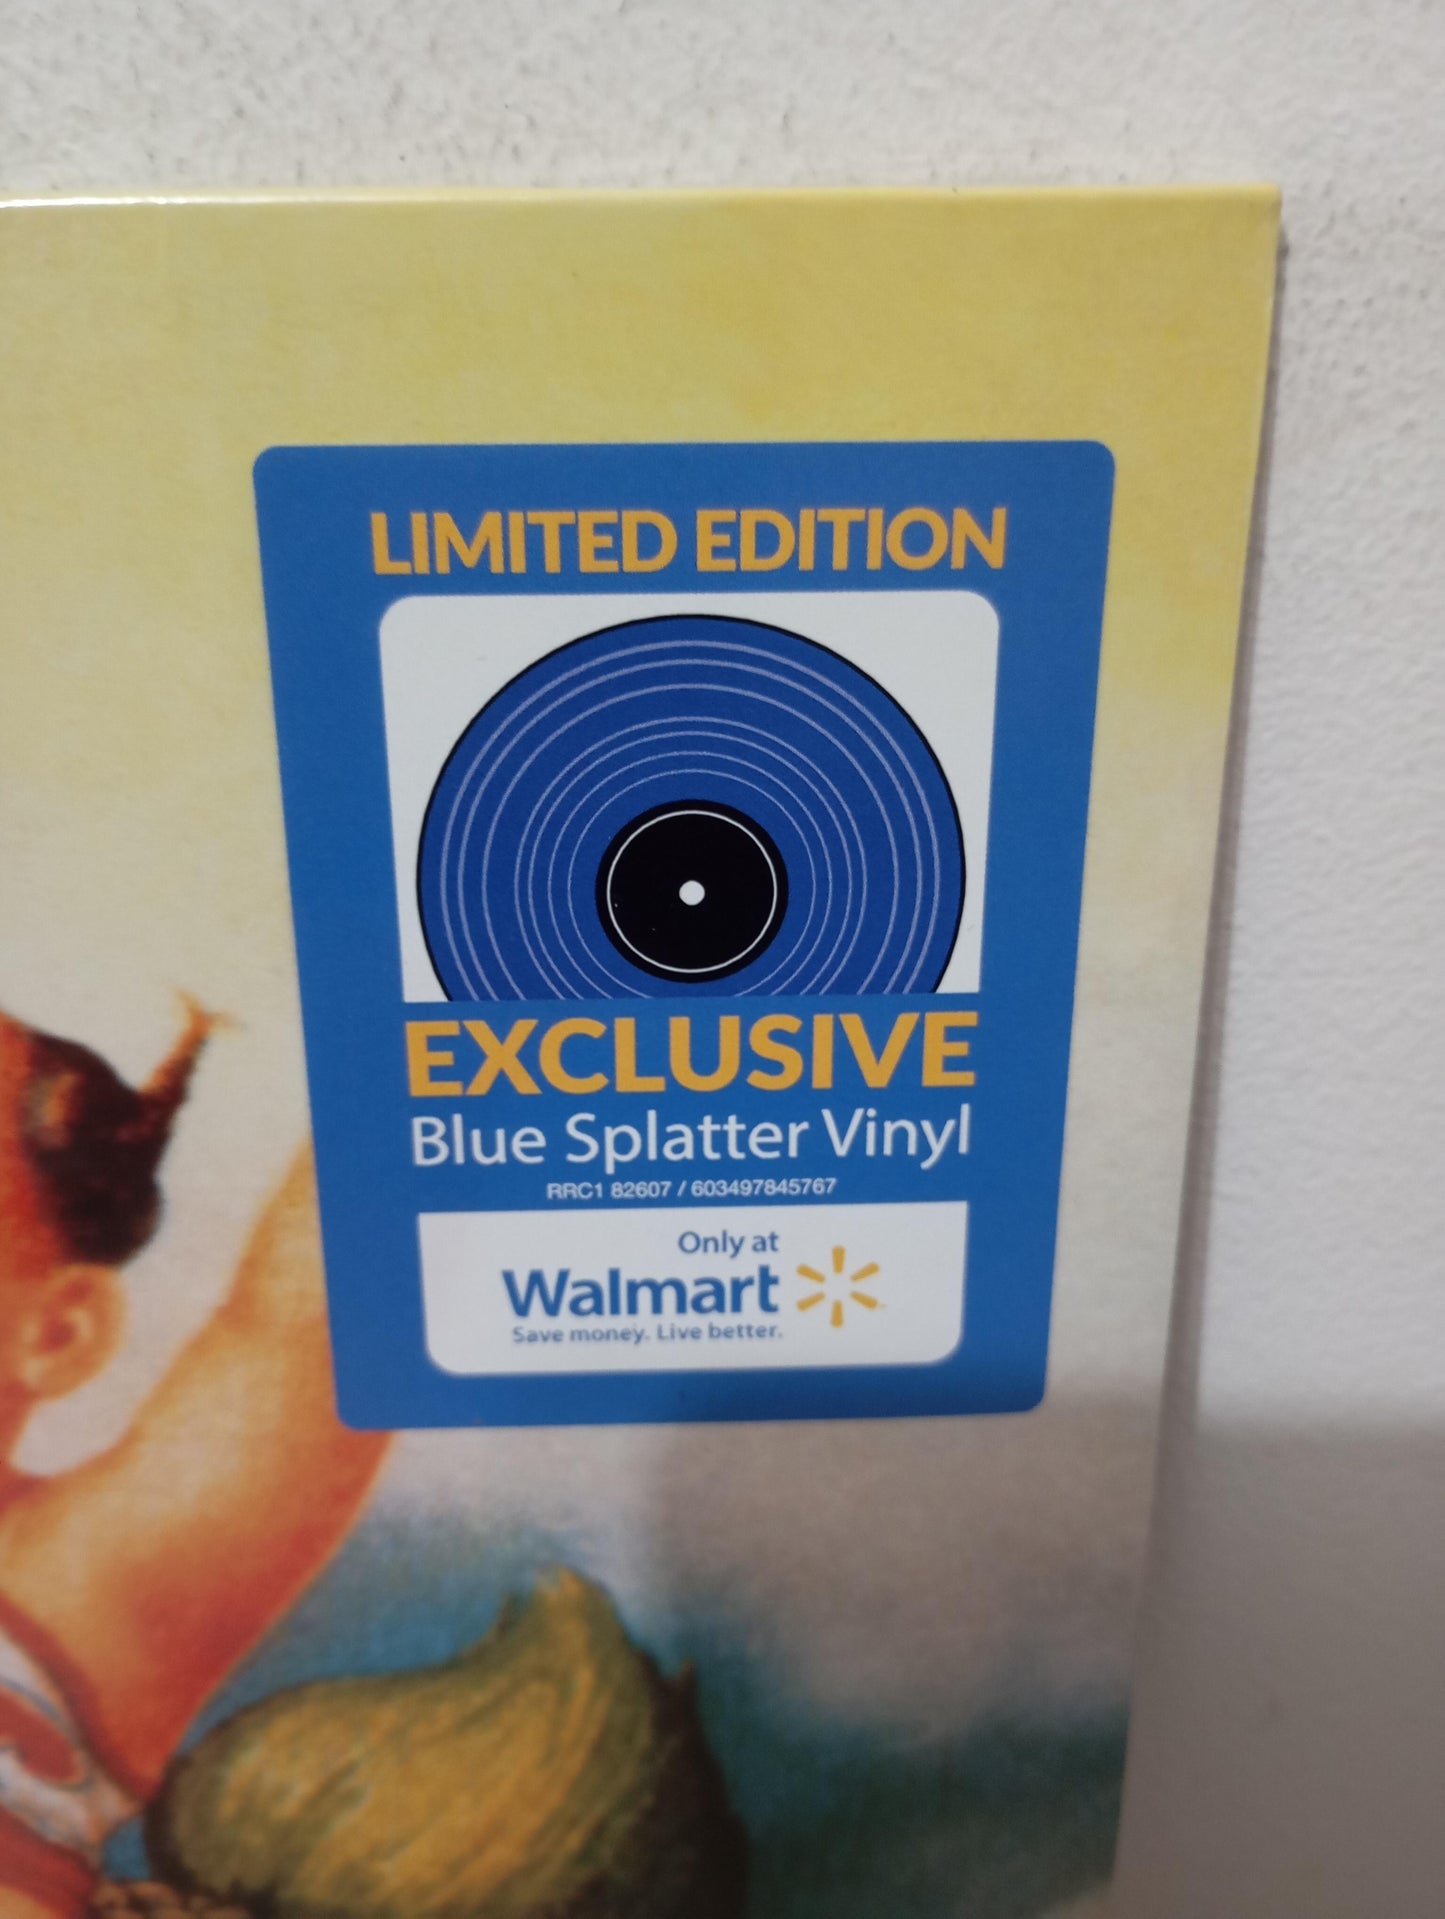 LIMITED EDITION
EXCLUSIVE
Blue Splatter Vinyl
RRC1 82607 / 603497845767
Only at
Walmart
Save money. Live better.